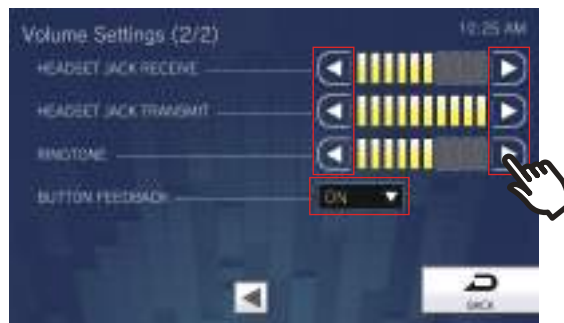 Volume Settings (2/2)
10:25 AM
HEADSET JACK RECEIVE
HEADSET JACK TRANSMIT
RINGTONE
BUTTON FEEDBACK
ON
BACK